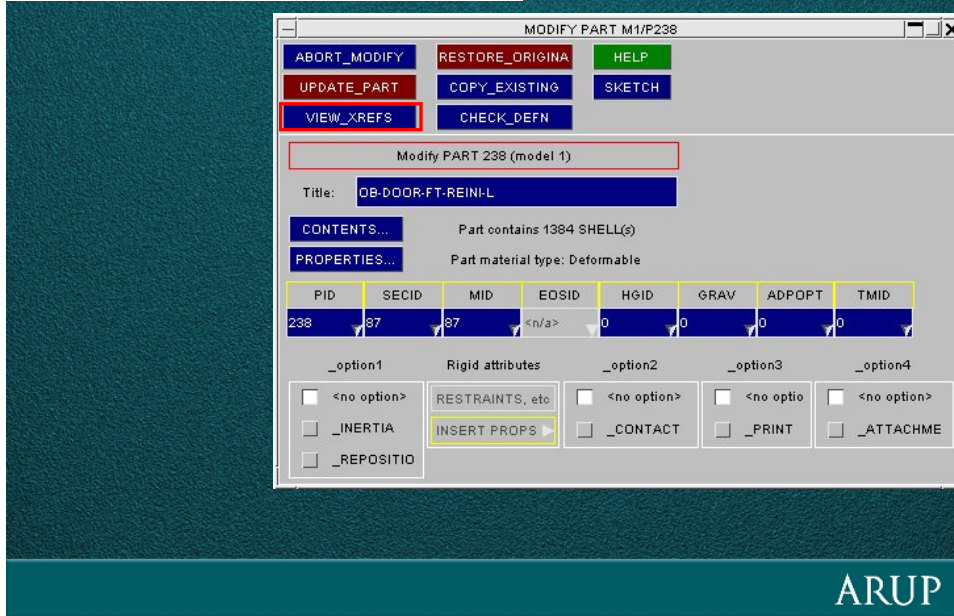 MODIFY PART M1/P238
ABORT_MODIFY RESTORE_ORIGINA HELP
UPDATE_PART COPY_EXISTING SKETCH
VIEW_XREFS CHECK_DEFN
Modify PART 238 (model 1)
Title: OB-DOOR-FT-REINI-L
CONTENTS... Part contains 1384 SHELL(s)
PROPERTIES... Part material type: Deformable
PID SECID MID EOSID HGID GRAV ADPOPT TMID
238 87 87 <n/a> 0 0 0 0
_option1 Rigid attributes _option2 _option3 _option4
<no option> RESTRAINTS, etc <no option> <no optio <no option>
_INERTIA INSERT PROPS _CONTACT _PRINT _ATTACHME
_REPOSITIO
ARUP